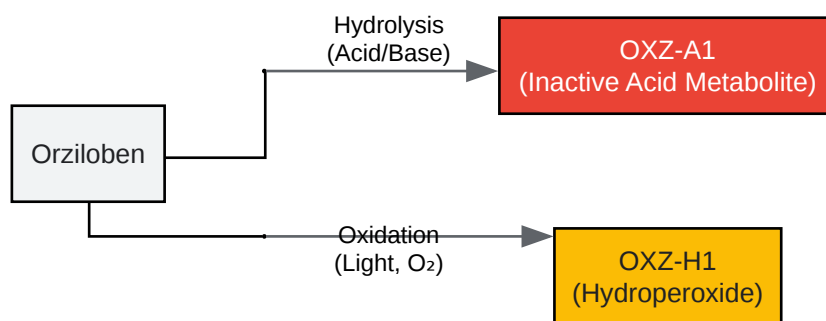 Hydrolysis
(Acid/Base)
OXZ-A1
(Inactive Acid Metabolite)
Orziloben
Oxidation
(Light, O₂)
OXZ-H1
(Hydroperoxide)